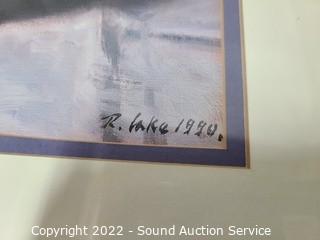 R. Lake 1990.
Copyright 2022 - Sound Auction Service